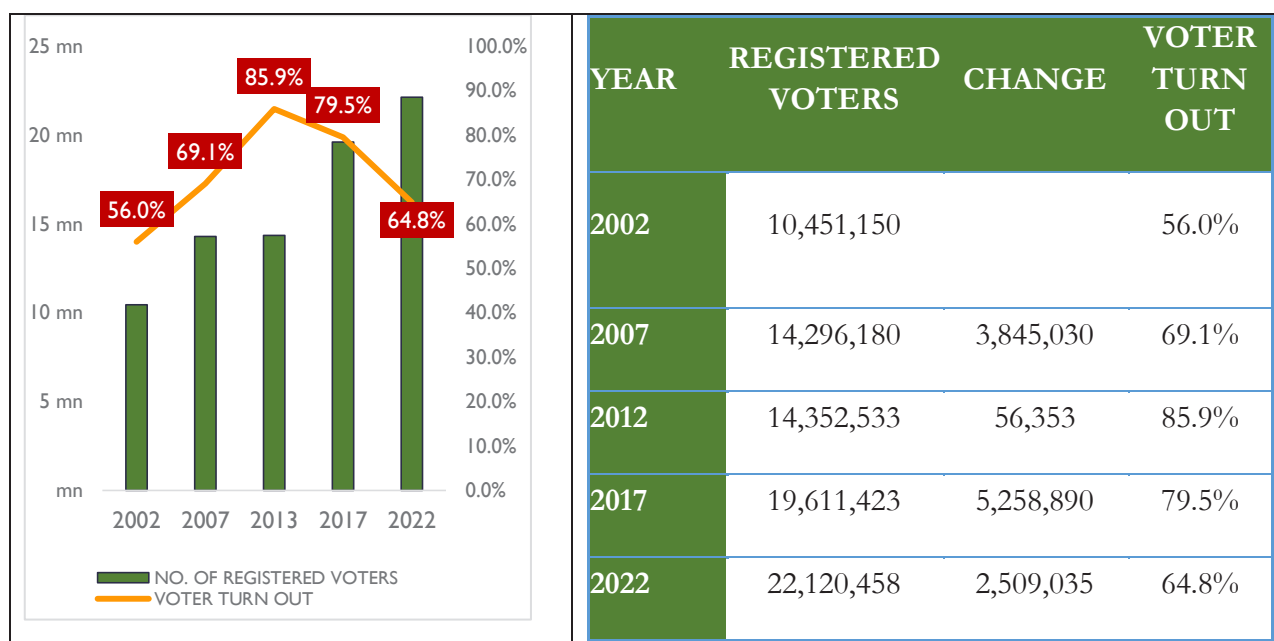 25 mn
20 mn
15 mn
10 mn
5 mn
mn
100.0%
90.0%
80.0%
70.0%
60.0%
50.0%
40.0%
30.0%
20.0%
10.0%
0.0%
56.0%
69.1%
85.9%
79.5%
64.8%
2002 2007 2013 2017 2022
NO. OF REGISTERED VOTERS
VOTER TURN OUT
YEAR
REGISTERED
VOTERS
CHANGE
VOTER
TURN
OUT
2002 10,451,150 56.0%
2007 14,296,180 3,845,030 69.1%
2012 14,352,533 56,353 85.9%
2017 19,611,423 5,258,890 79.5%
2022 22,120,458 2,509,035 64.8%